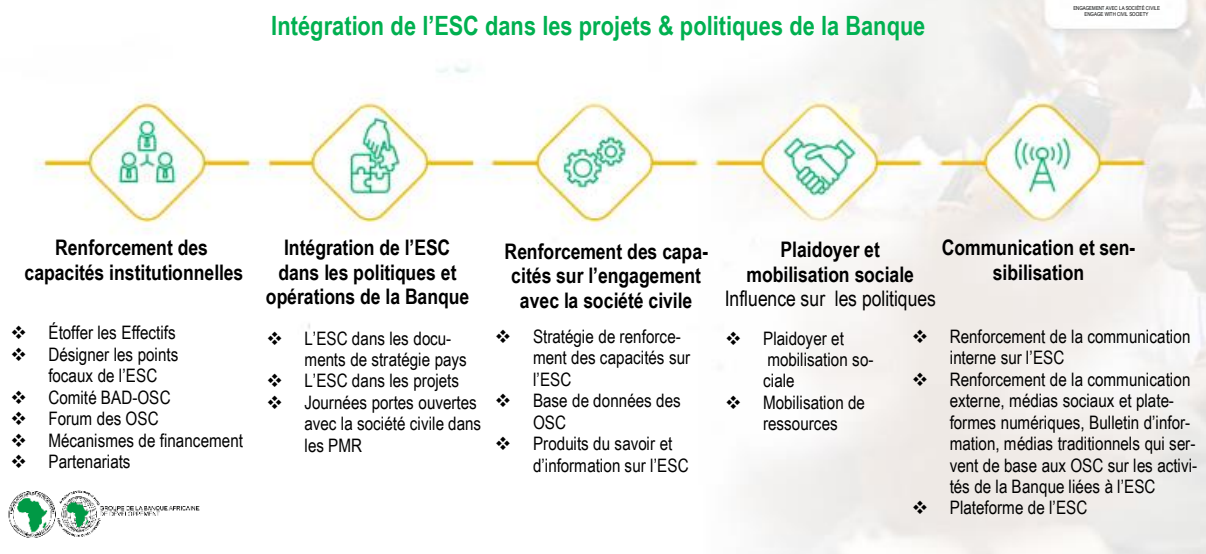 ENGAGEMENT AVEC LA SOCIÉTÉ CIVILE
ENGAGE WITH CIVIL SOCIETY
Intégration de l'ESC dans les projets & politiques de la Banque
Renforcement des
capacités institutionnelles
❖ Étoffer les Effectifs
❖ Désigner les points
focaux de l'ESC
❖ Comité BAD-OSC
❖ Forum des OSC
❖ Mécanismes de financement
❖ Partenariats
Intégration de l'ESC
dans les politiques et
opérations de la Banque
❖ L'ESC dans les docu-
ments de stratégie pays
❖ L'ESC dans les projets
❖ Journées portes ouvertes
avec la société civile dans
les PMR
Renforcement des capa-
cités sur l'engagement
avec la société civile
❖ Stratégie de renforce-
ment des capacités sur
l'ESC
❖ Base de données des
OSC
❖ Produits du savoir et
d'information sur l'ESC
Plaidoyer et
mobilisation sociale
Influence sur les politiques
❖ Plaidoyer et
mobilisation so-
ciale
❖ Mobilisation de
ressources
Communication et sen-
sibilisation
❖ Renforcement de la communication
interne sur l'ESC
❖ Renforcement de la communication
externe, médias sociaux et plate-
formes numériques, Bulletin d'infor-
mation, médias traditionnels qui ser-
vent de base aux OSC sur les activi-
tés de la Banque liées à l'ESC
❖ Plateforme de l'ESC
GROUPE DE LA BANQUE AFRICAINE
DE DÉVELOPPEMENT